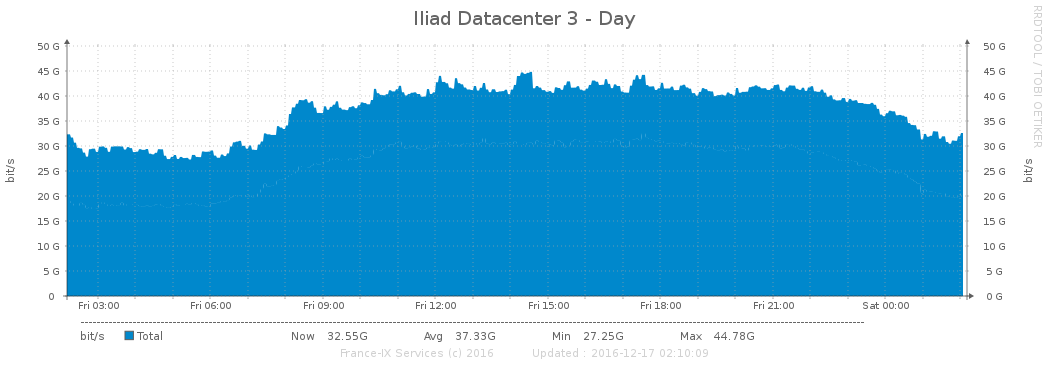 Iliad Datacenter 3 - Day
RRDTOOL / TOBI OETIKER
50 G 50 G
45 G 45 G
40 G 40 G
35 G 35 G
30 G 30 G
25 G 25 G
20 G 20 G
15 G 15 G
10 G 10 G
5 G 5 G
0 0 G
bit/s bit/s
Fri 03:00 Fri 06:00 Fri 09:00 Fri 12:00 Fri 15:00 Fri 18:00 Fri 21:00 Sat 00:00
bit/s Total Now 32.55G Avg 37.33G Min 27.25G Max 44.78G
France-IX Services (c) 2016 Updated : 2016-12-17 02:10:09